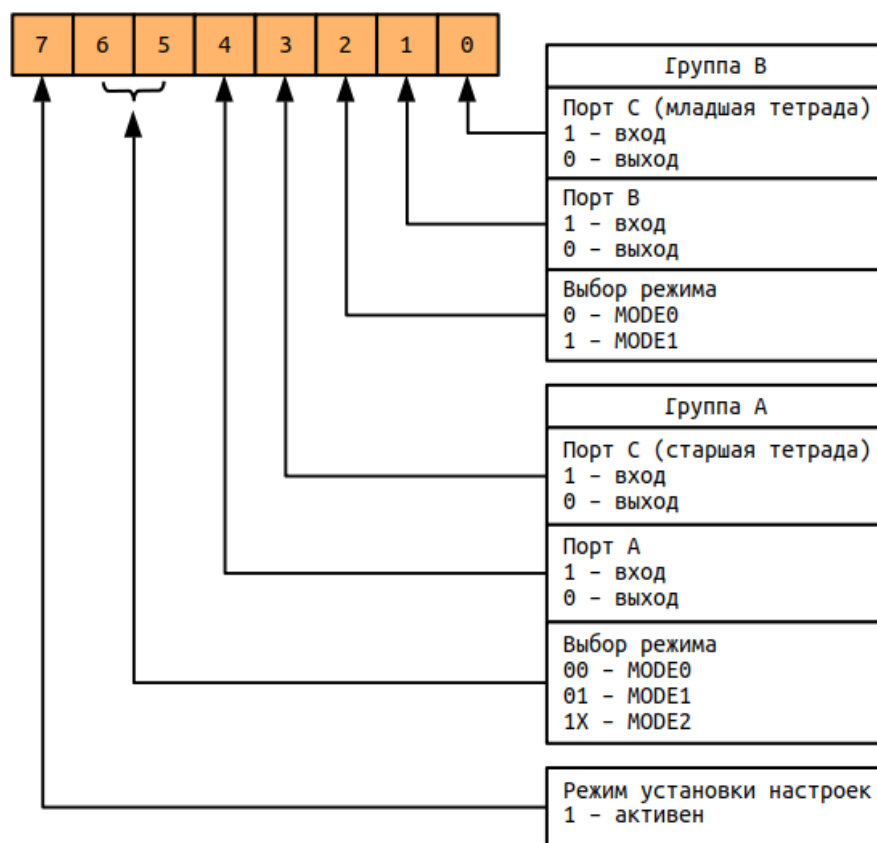 7 6 5 4 3 2 1 0
Группа B
Порт C (младшая тетрада)
1 – вход
0 – выход
Порт B
1 – вход
0 – выход
Выбор режима
0 – MODE0
1 – MODE1
Группа A
Порт C (старшая тетрада)
1 – вход
0 – выход
Порт A
1 – вход
0 – выход
Выбор режима
00 – MODE0
01 – MODE1
1X – MODE2
Режим установки настроек
1 – активен